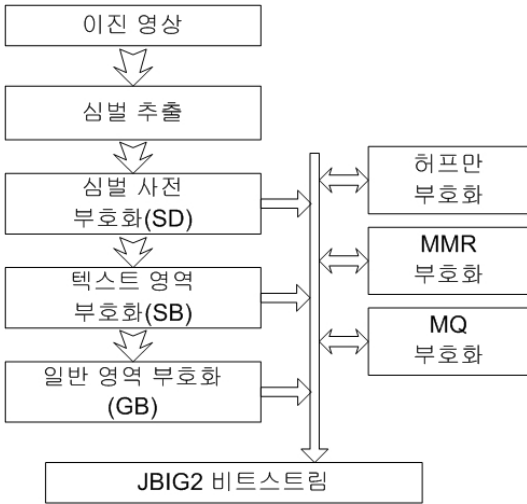 이진 영상
심벌 추출
심벌 사전
부호화(SD)
텍스트 영역
부호화(SB)
일반 영역 부호화
(GB)
허프만
부호화
MMR
부호화
MQ
부호화
JBIG2 비트스트림